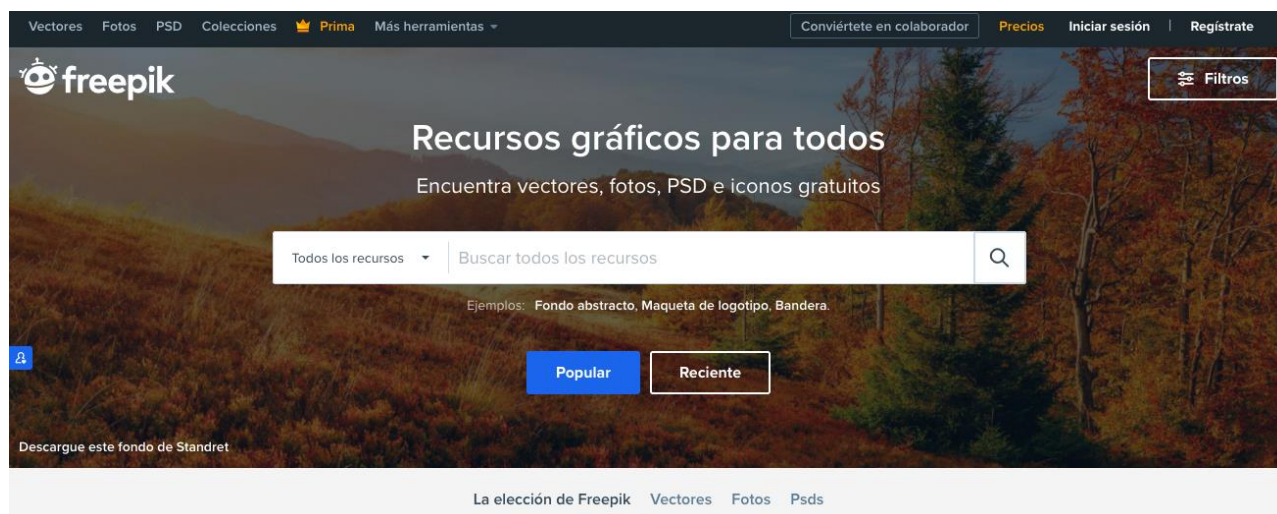 Vectores Fotos PSD Colecciones Prima Más herramientas Conviértete en colaborador Precios Iniciar sesión | Regístrate
freepik Filtros
Recursos gráficos para todos
Encuentra vectores, fotos, PSD e iconos gratuitos
Todos los recursos Buscar todos los recursos
Ejemplos: Fondo abstracto, Maqueta de logotipo, Bandera.
Popular Reciente
Descargue este fondo de Standret
La elección de Freepik Vectores Fotos Psds